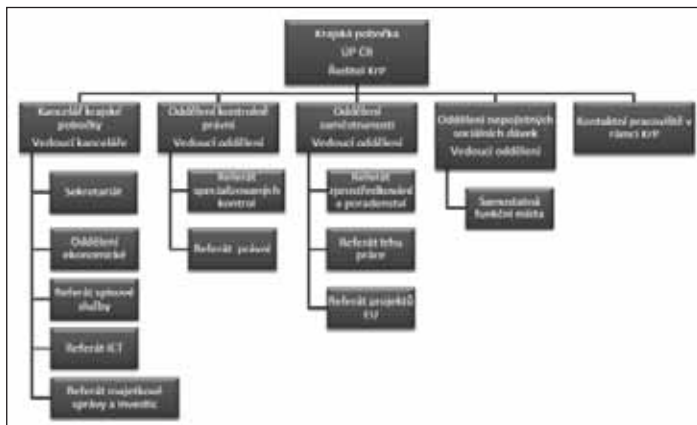 Krajská pobočka
ÚP ČR
Ředitel KrP
Kancelář krajské
pobočky
Vedoucí kanceláře
Oddělení kontrolně
právní
Vedoucí oddělení
Oddělení
zaměstnanosti
Vedoucí oddělení
Oddělení nepojistných
sociálních dávek
Vedoucí oddělení
Kontaktní pracoviště v
rámci KrP
Sekretariát
Oddělení
ekonomické
Referát spisové
služby
Referát ICT
Referát majetkové
správy a investic
Referát
specializovaných
kontrol
Referát právní
Referát
zprostředkování
a poradenství
Referát trhu
práce
Referát projektů
EU
Samostatná
funkční místa